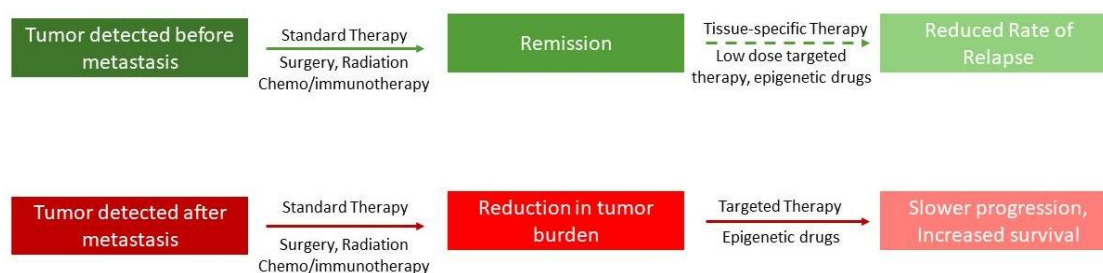 Tumor detected before
metastasis
Standard Therapy
Surgery, Radiation
Chemo/immunotherapy
Remission
Tissue-specific Therapy
Low dose targeted
therapy, epigenetic drugs
Reduced Rate of
Relapse
Tumor detected after
metastasis
Standard Therapy
Surgery, Radiation
Chemo/immunotherapy
Reduction in tumor
burden
Targeted Therapy
Epigenetic drugs
Slower progression,
Increased survival